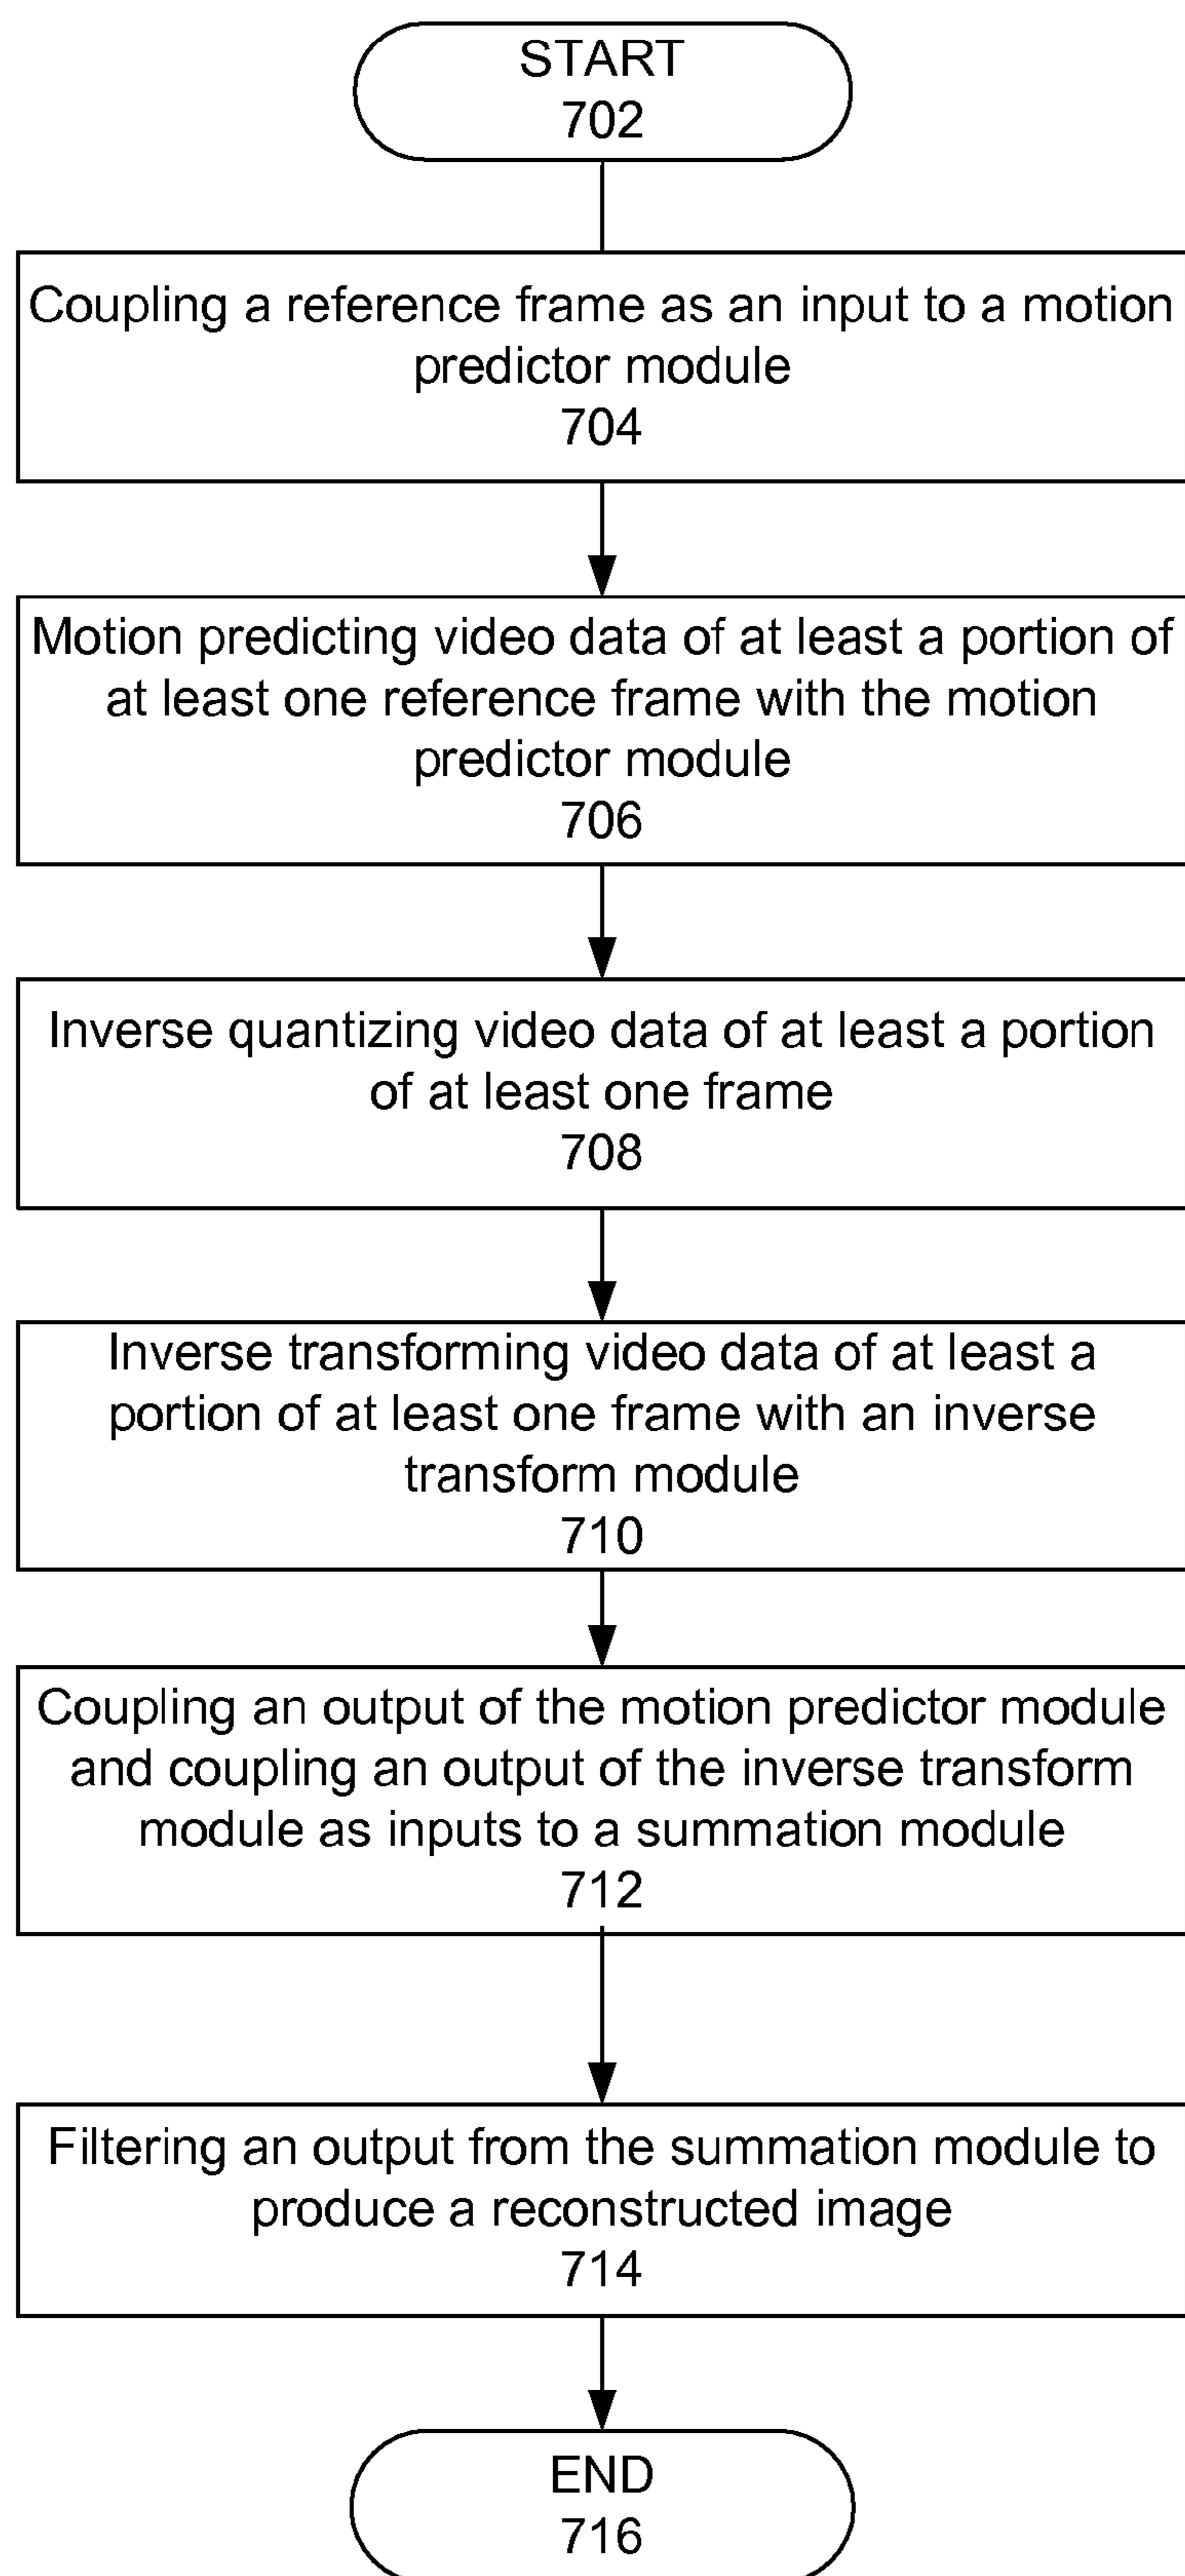 START
702
Coupling a reference frame as an input to a motion
predictor module
704
Motion predicting video data of at least a portion of
at least one reference frame with the motion
predictor module
706
Inverse quantizing video data of at least a portion
of at least one frame
708
Inverse transforming video data of at least a
portion of at least one frame with an inverse
transform module
710
Coupling an output of the motion predictor module
and coupling an output of the inverse transform
module as inputs to a summation module
712
Filtering an output from the summation module to
produce a reconstructed image
714
END
716